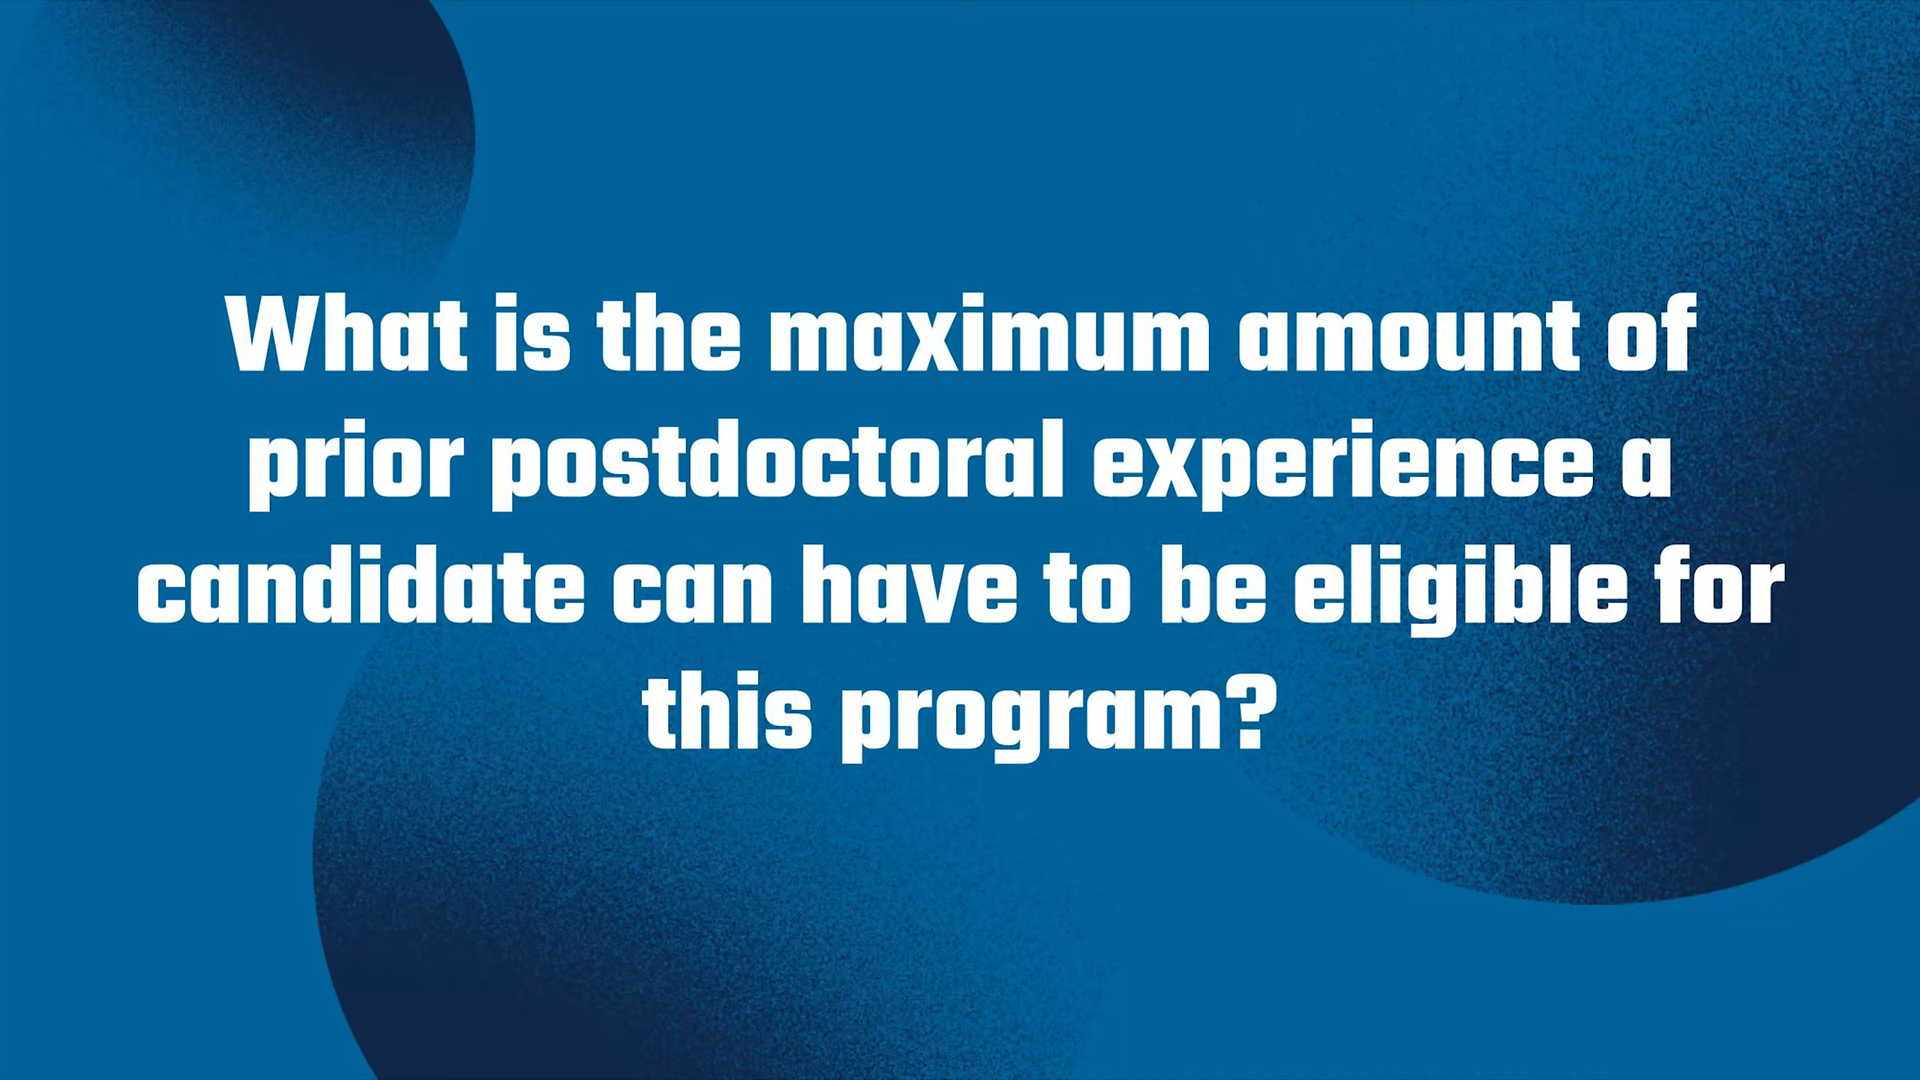 What is the maximum amount of
prior postdoctoral experience a
candidate can have to be eligible for
this program?